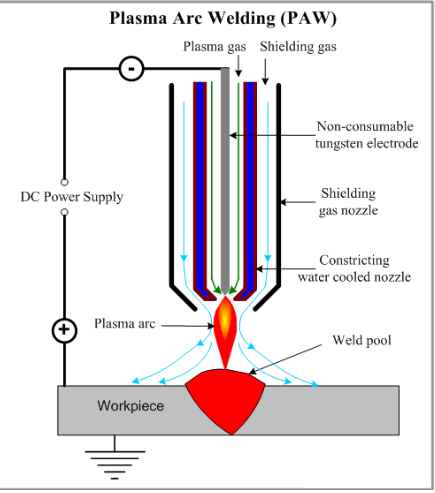 Plasma Arc Welding (PAW)
Plasma gas
Shielding gas
-
Non-consumable
tungsten electrode
DC Power Supply
Shielding
gas nozzle
Constricting
water cooled nozzle
Plasma arc
+
Weld pool
Workpiece